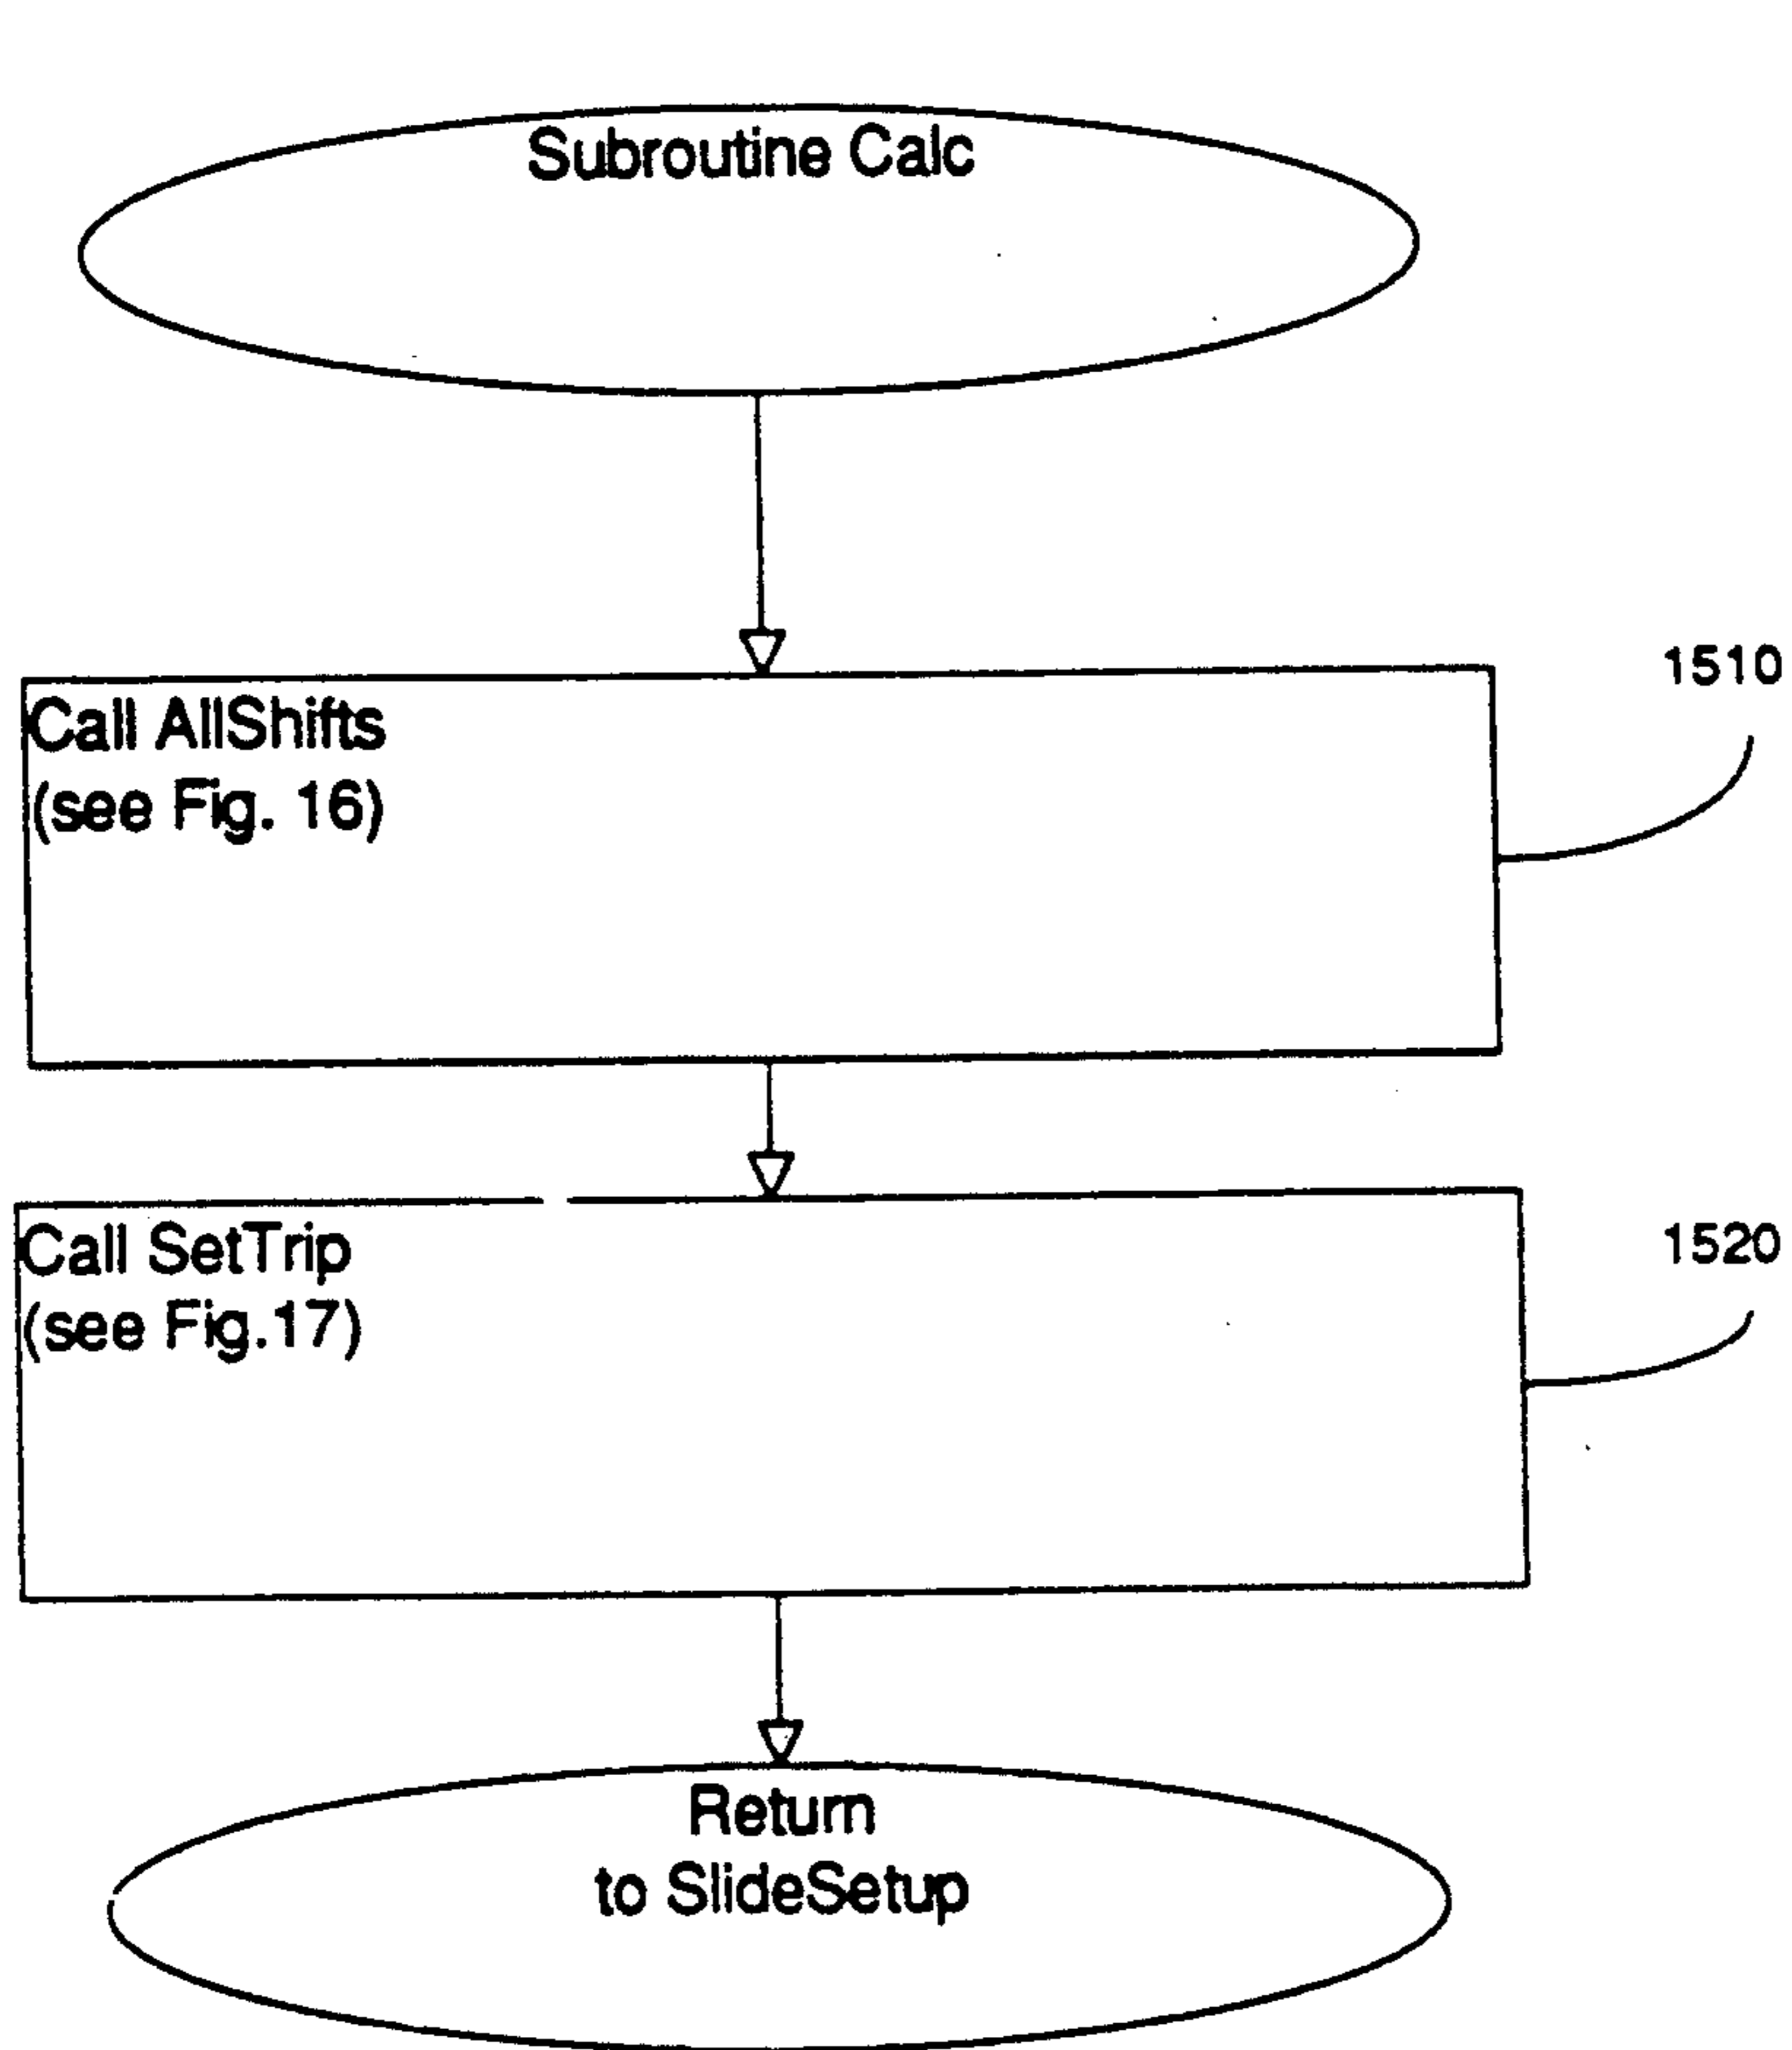 Subroutine Calc
1510
Call AllShifts
(see Fig. 16)
1520
Call SetTrip
(see Fig.17)
Return
to SlideSetup